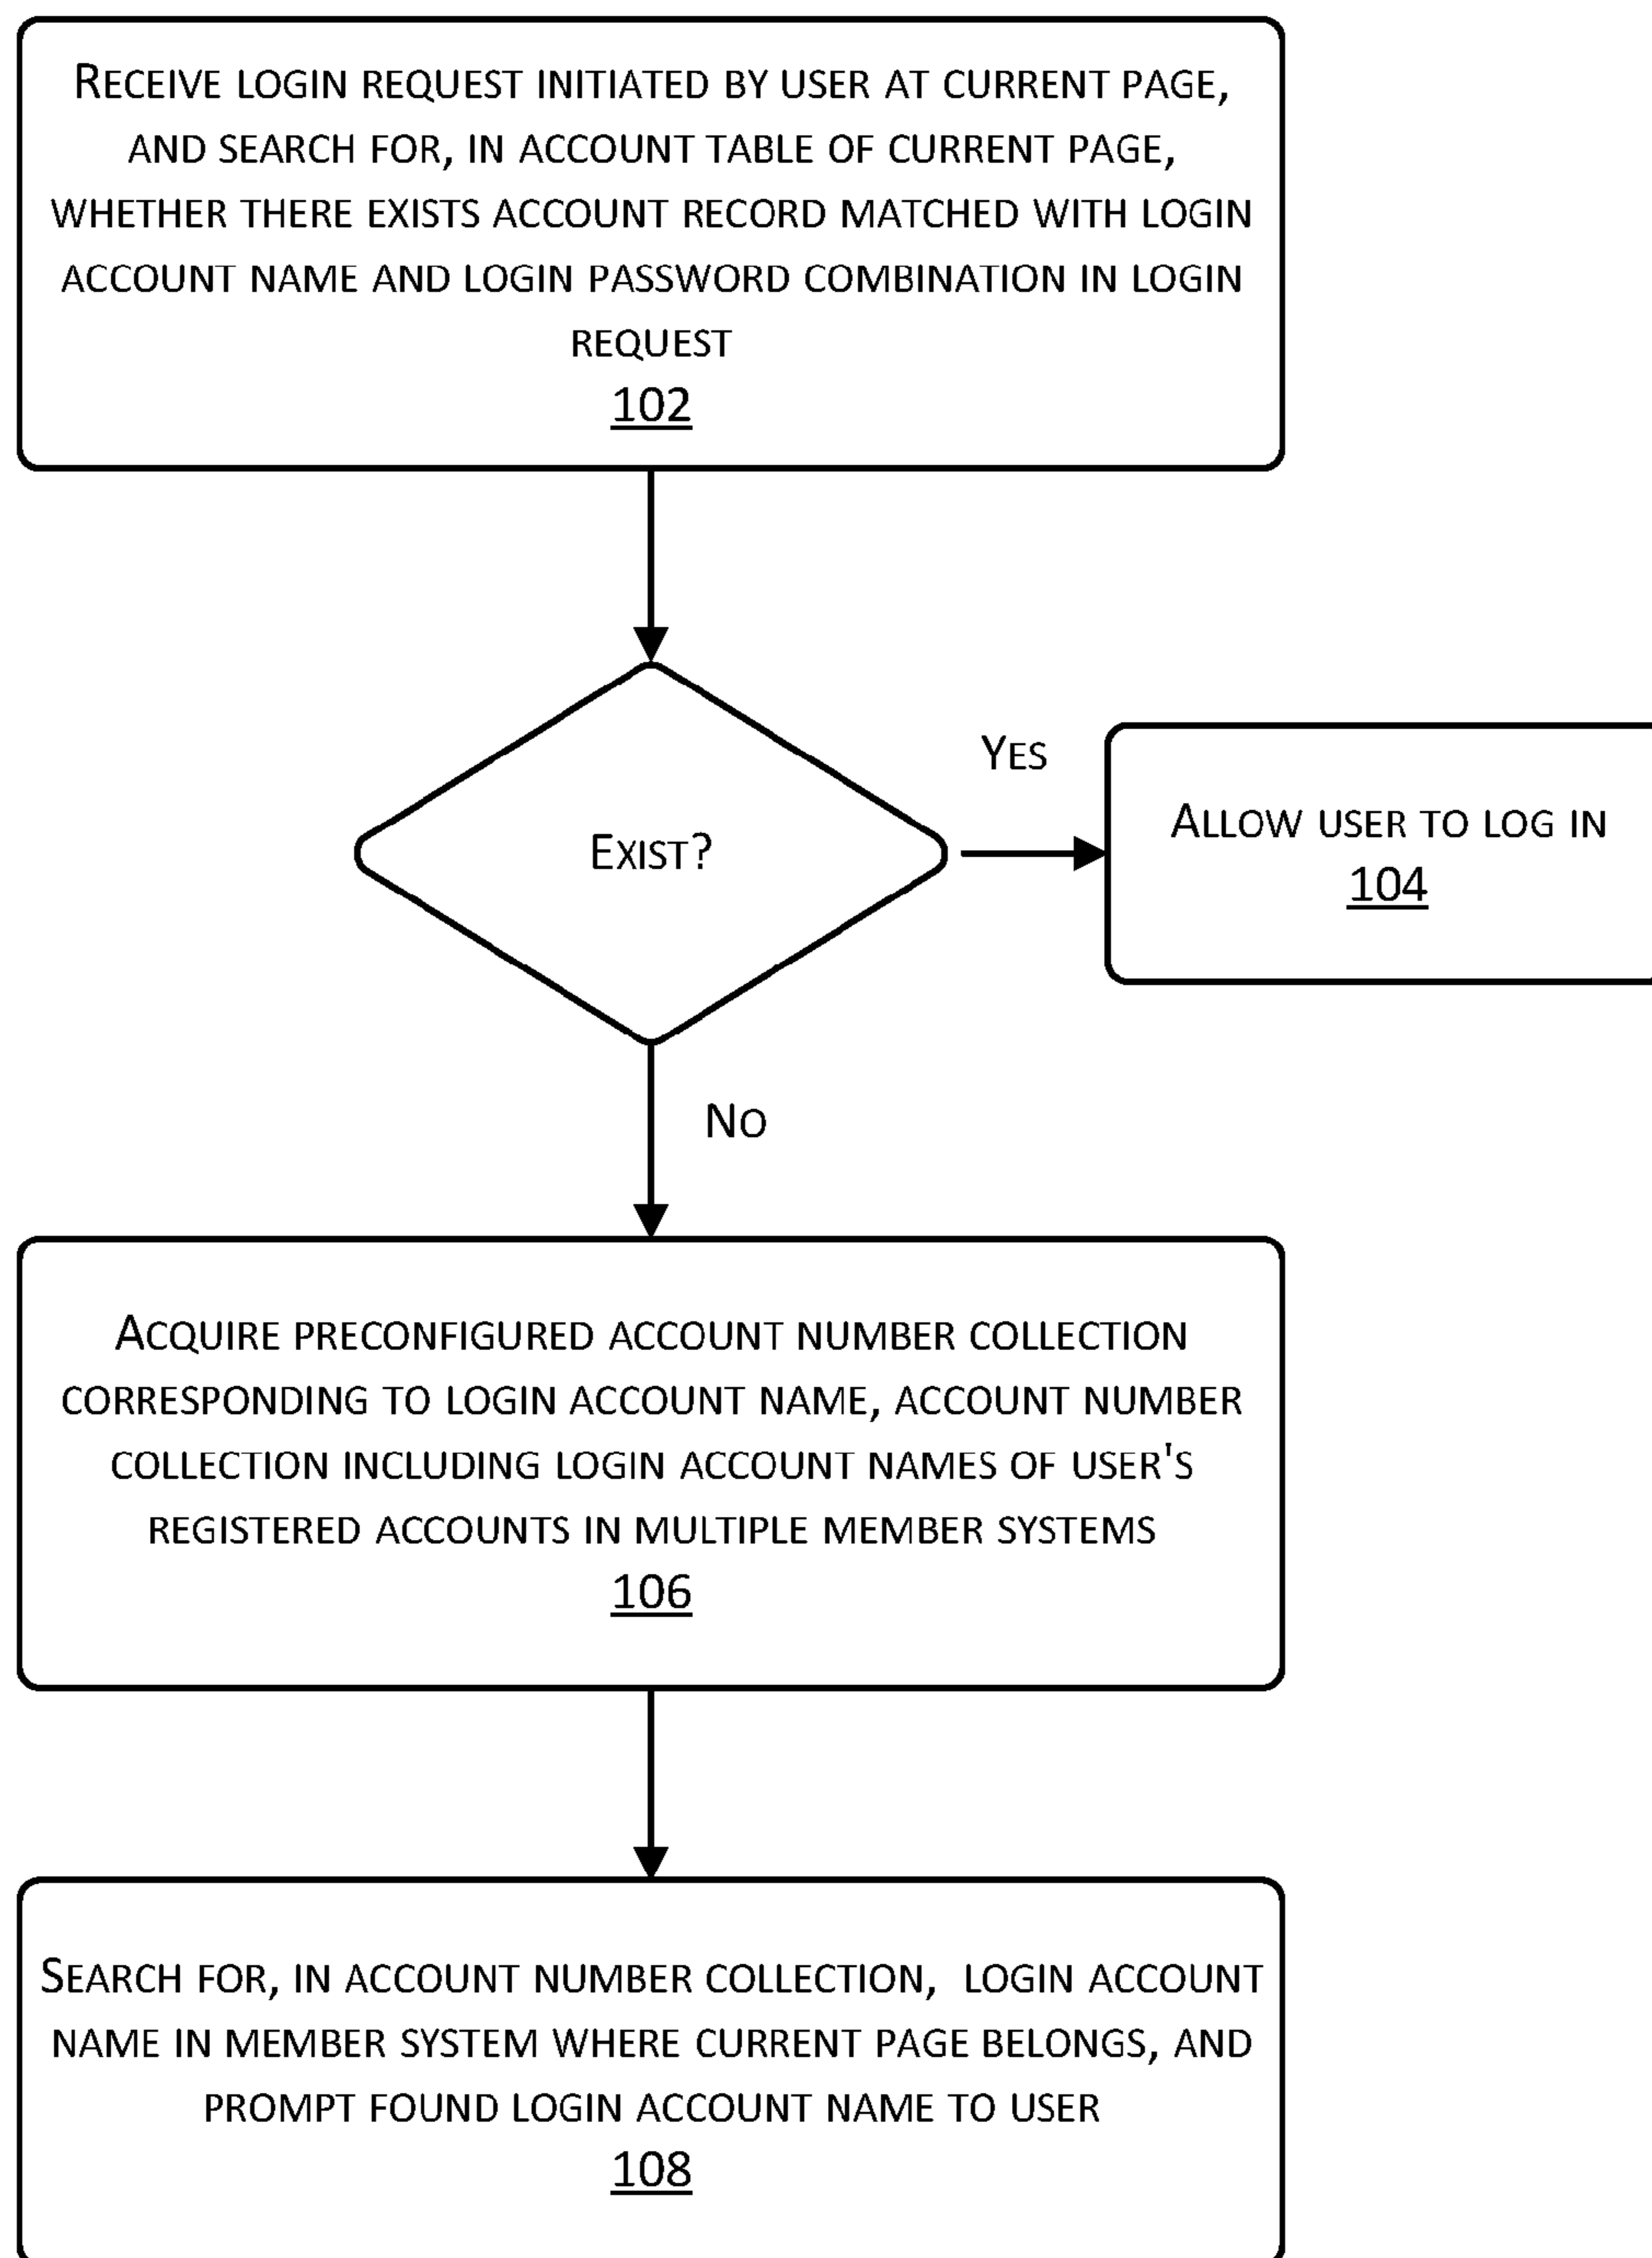 RECEIVE LOGIN REQUEST INITIATED BY USER AT CURRENT PAGE,
AND SEARCH FOR, IN ACCOUNT TABLE OF CURRENT PAGE,
WHETHER THERE EXISTS ACCOUNT RECORD MATCHED WITH LOGIN
ACCOUNT NAME AND LOGIN PASSWORD COMBINATION IN LOGIN
REQUEST
102
YES
EXIST?
ALLOW USER TO LOG IN
104
NO
ACQUIRE PRECONFIGURED ACCOUNT NUMBER COLLECTION
CORRESPONDING TO LOGIN ACCOUNT NAME, ACCOUNT NUMBER
COLLECTION INCLUDING LOGIN ACCOUNT NAMES OF USER'S
REGISTERED ACCOUNTS IN MULTIPLE MEMBER SYSTEMS
106
SEARCH FOR, IN ACCOUNT NUMBER COLLECTION, LOGIN ACCOUNT
NAME IN MEMBER SYSTEM WHERE CURRENT PAGE BELONGS, AND
PROMPT FOUND LOGIN ACCOUNT NAME TO USER
108